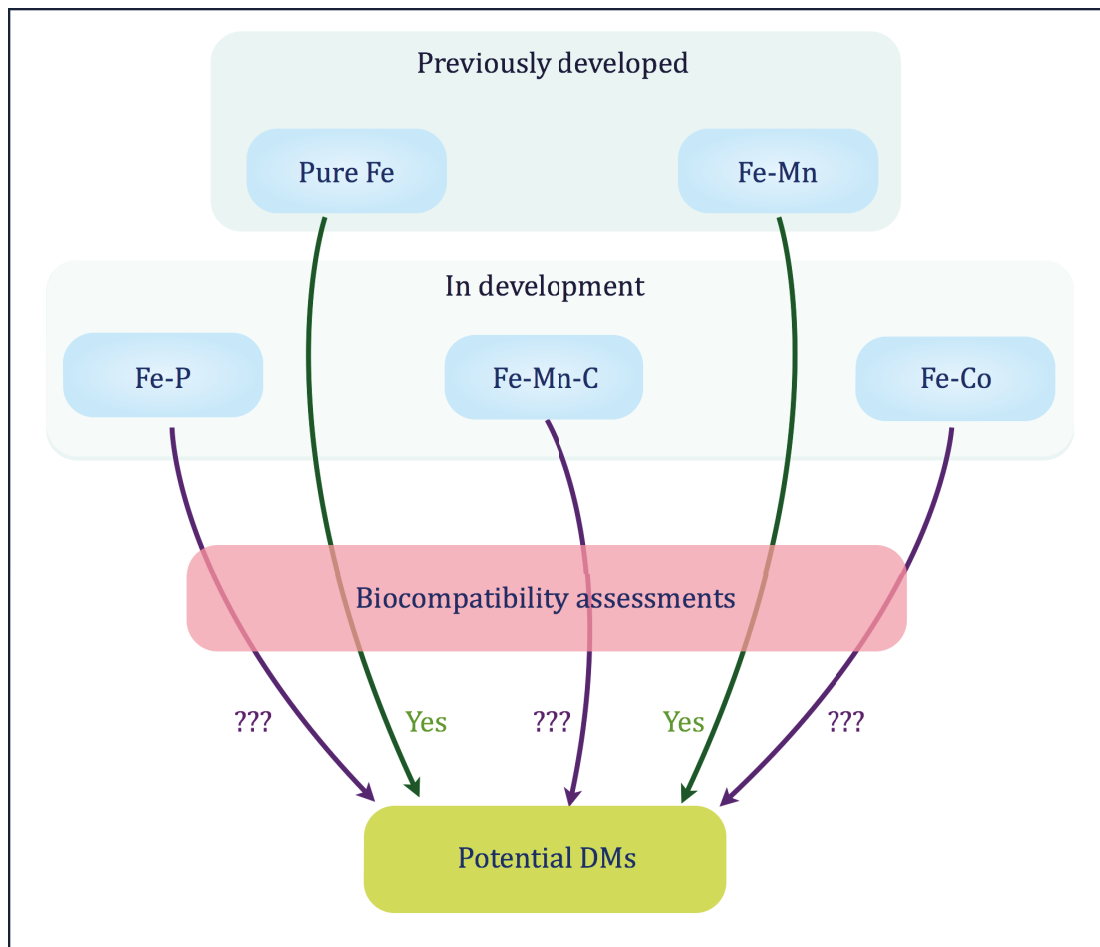 Previously developed
Pure Fe
Fe-Mn
In development
Fe-P
Fe-Mn-C
Fe-Co
Biocompatibility assessments
???
Yes
???
Yes
???
Potential DMs